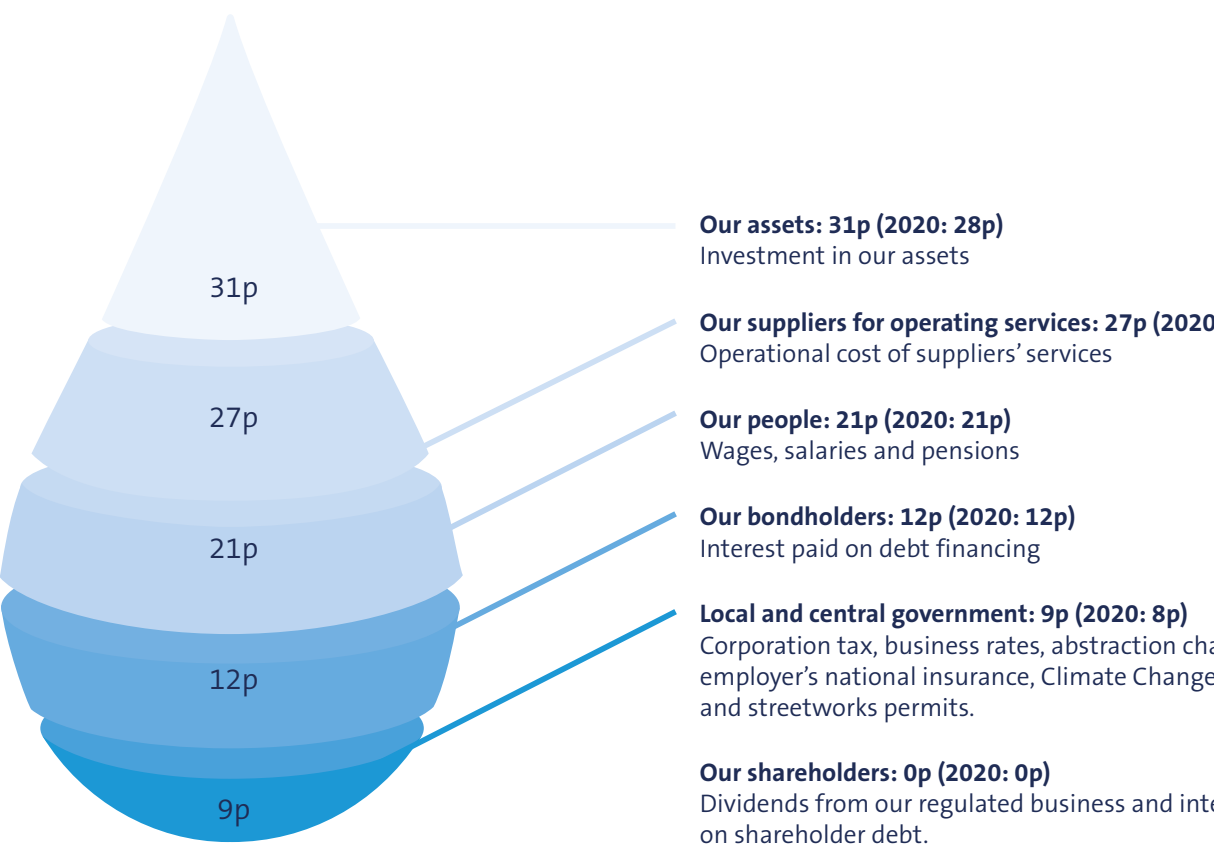 31p
27p
21p
12p
9p
Our assets: 31p (2020: 28p)
Investment in our assets
Our suppliers for operating services: 27p (2020
Operational cost of suppliers’ services
Our people: 21p (2020: 21p)
Wages, salaries and pensions
Our bondholders: 12p (2020: 12p)
Interest paid on debt financing
Local and central government: 9p (2020: 8p)
Corporation tax, business rates, abstraction
employer’s national insurance, Climate Change
and streetworks permits.
Our shareholders: 0p (2020: 0p)
Dividends from our regulated business and
on shareholder debt.